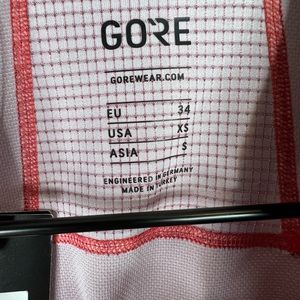 GORE
GOREWEAR.COM
EU 34
USA XS
ASIA S
ENGINEERED IN GERMANY
MADE IN TURKEY